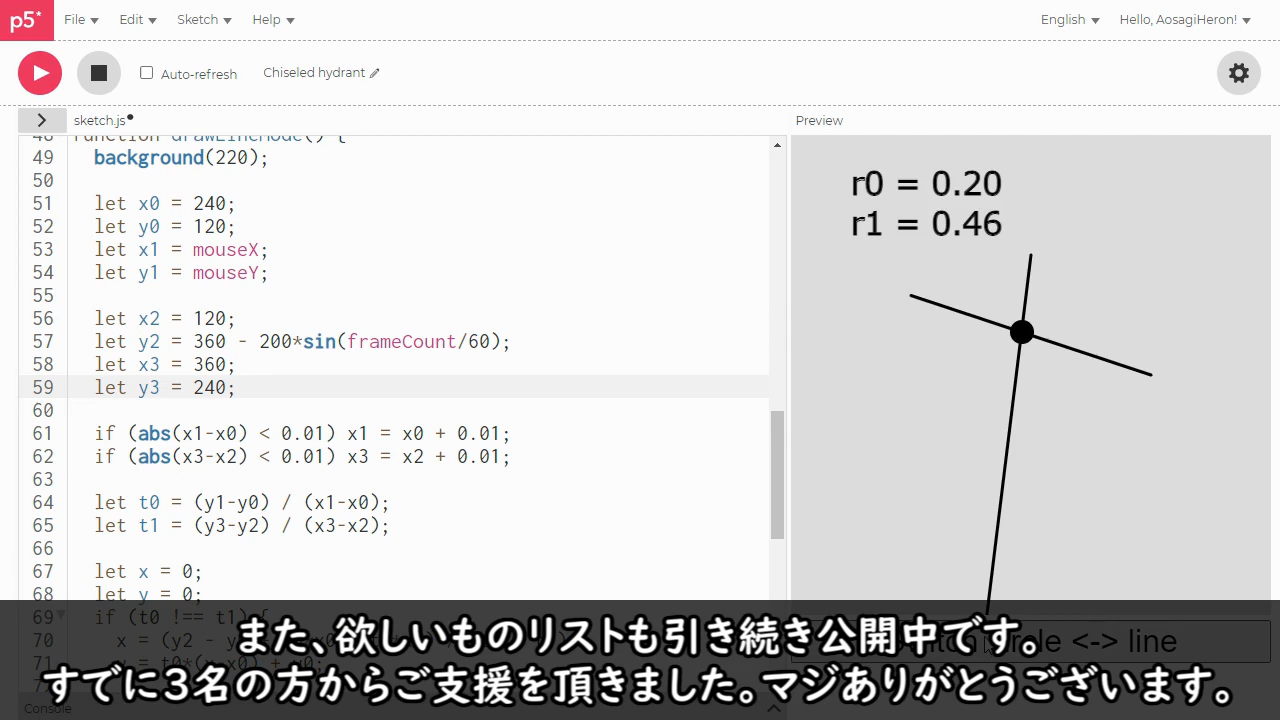 p5*
File Edit Sketch Help English Hello, AosagiHeron!
Auto-refresh Chiseled hydrant
sketch.js
Preview
48 function drawLineMode() {
49 background(220);
50
51 let x0 = 240;
52 let y0 = 120;
53 let x1 = mouseX;
54 let y1 = mouseY;
55
56 let x2 = 120;
57 let y2 = 360 - 200*sin(frameCount/60);
58 let x3 = 360;
59 let y3 = 240;
60
61 if (abs(x1-x0) < 0.01) x1 = x0 + 0.01;
62 if (abs(x3-x2) < 0.01) x3 = x2 + 0.01;
63
64 let t0 = (y1-y0) / (x1-x0);
65 let t1 = (y3-y2) / (x3-x2);
66
67 let x = 0;
68 let y = 0;
69 if (t0 !== t1) {
70 x = (y2 - y
71
Console
r0 = 0.20
r1 = 0.46
<-> line
また、欲しいものリストも引き続き公開中です。
すでに3名の方からご支援を頂きました。マジありがとうございます。